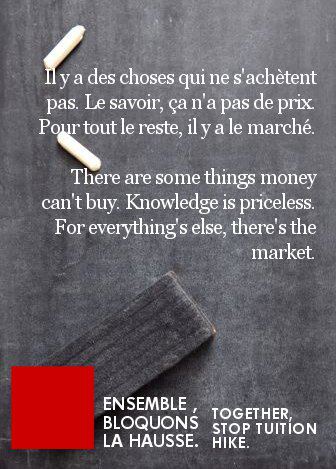 Il y a des choses qui ne s'achètent
pas. Le savoir, ça n'a pas de prix.
Pour tout le reste, il y a le marché.
There are some things money
can't buy. Knowledge is priceless.
For everything's else, there's the
market.
ENSEMBLE,
BLOQUONS
LA HAUSSE.
TOGETHER,
STOP TUITION
HIKE.